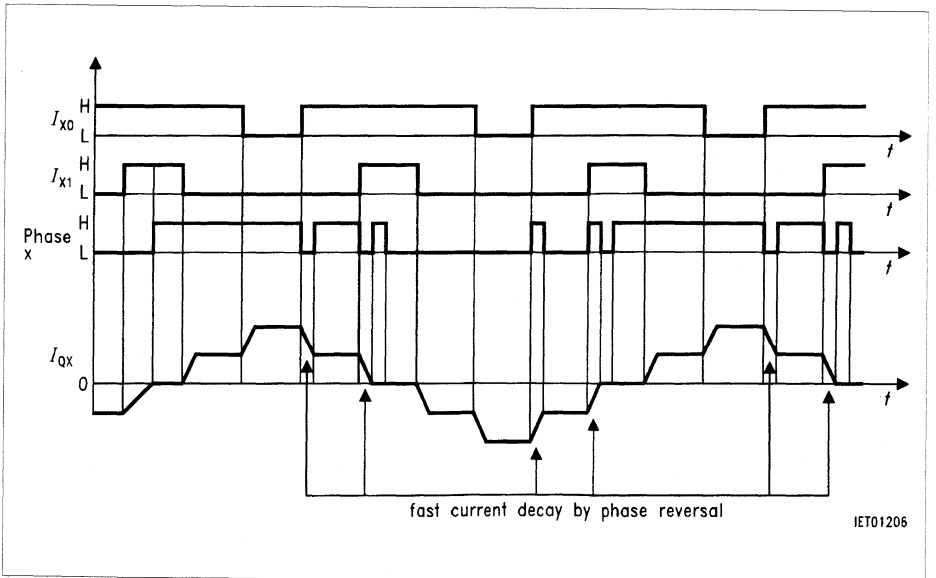 H
I X0
L
t
H
I X1
L
t
H
Phase
x
L
t
I QX
0
t
fast current decay by phase reversal
IET01206